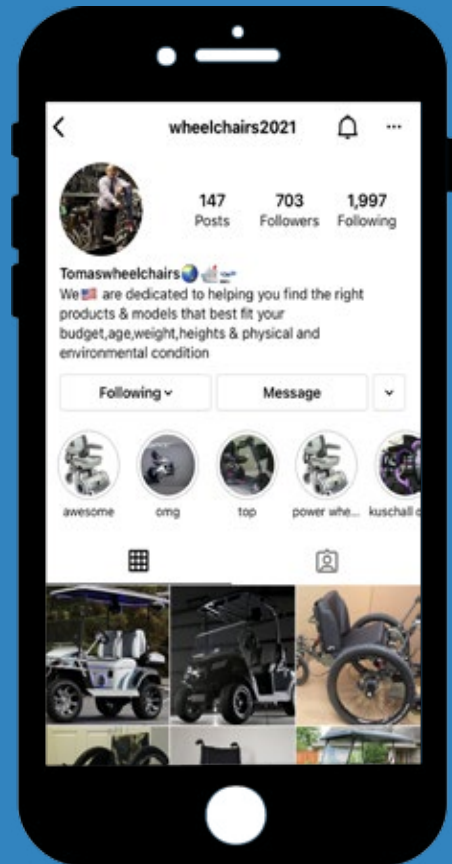 wheelchairs2021
147 703 1,997
Posts Followers Following
Tomaswheelchairs🌏🚢🛫
We🇺🇸 are dedicated to helping you find the right
products & models that best fit your
budget,age,weight,heights & physical and
environmental condition
Following Message
awesome omg top power whe... kuschall